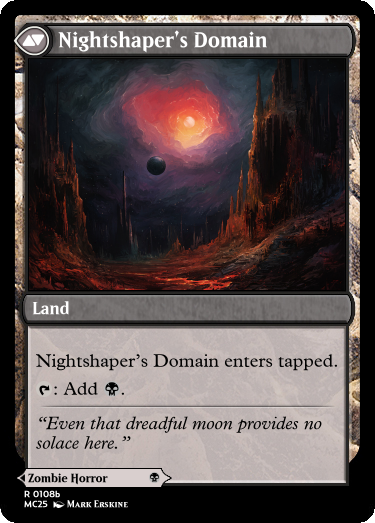 Nightshaper's Domain
Land
Nightshaper's Domain enters tapped.
: Add .
"Even that dreadful moon provides no
solace here."
Zombie Horror
R 0108b
MC25 Mark Erskine